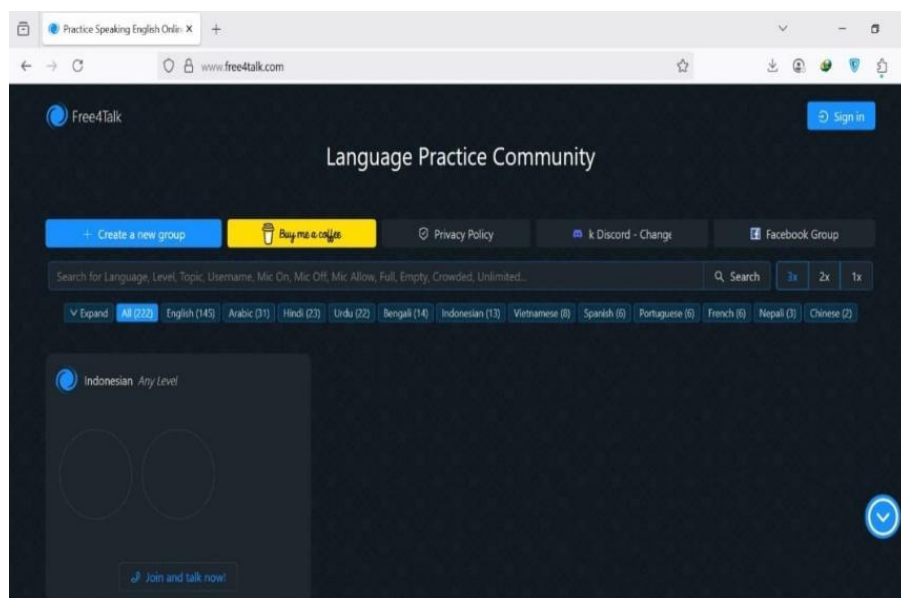 Practice Speaking English Onlin
www.free4talk.com
Free4Talk
Sign in
Language Practice Community
+ Create a new group
Buy me a coffee
Privacy Policy
k Discord - Change
Facebook Group
Search for Language, Level, Topic, Username, Mic On, Mic Off, Mic Allow, Full, Empty, Crowded, Unlimited...
Search
3x
2x
1x
Expand
All (222)
English (145)
Arabic (31)
Hindi (23)
Urdu (22)
Bengali (14)
Indonesian (13)
Vietnamese (8)
Spanish (6)
Portuguese (6)
French (6)
Nepali (3)
Chinese (2)
Indonesian Any Level
Join and talk now!